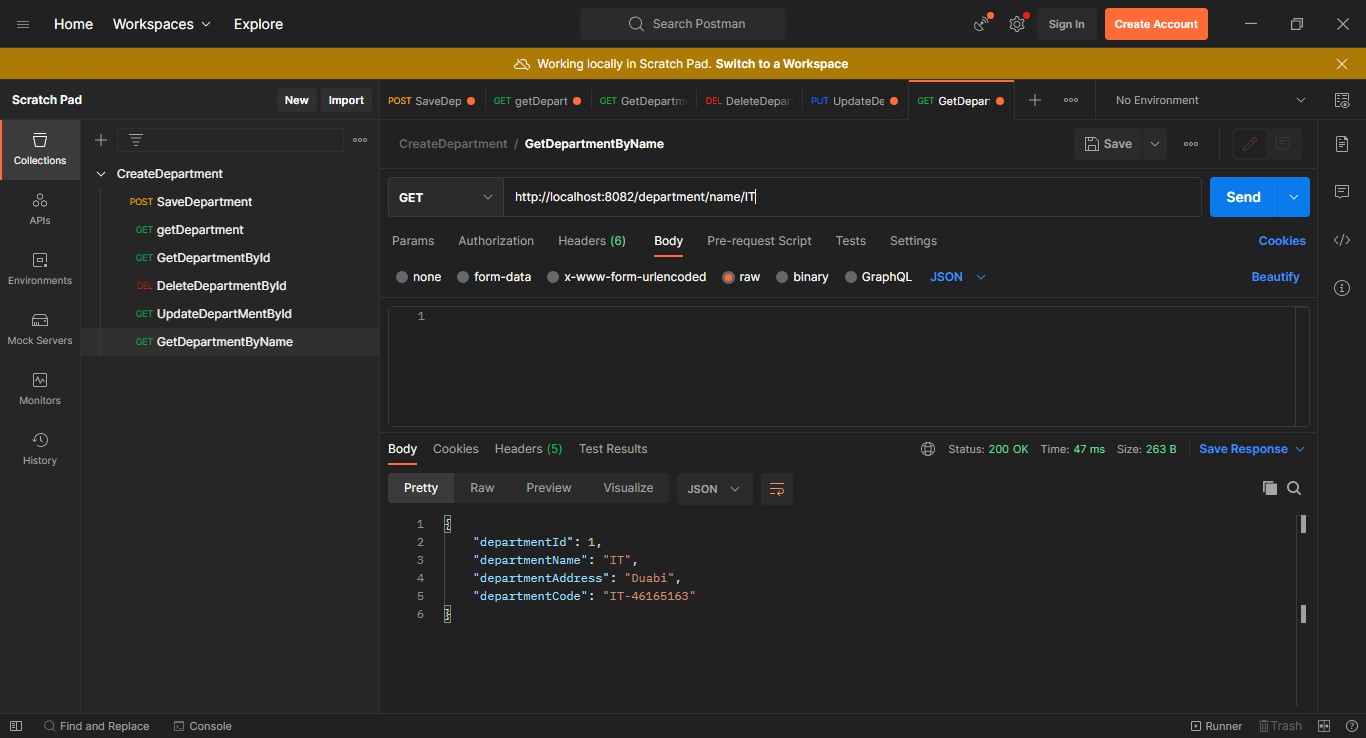 Home Workspaces Explore Search Postman Sign In Create Account
Working locally in Scratch Pad. Switch to a Workspace
Scratch Pad New Import
POST SaveDep GET getDepart GET GetDepartm DEL DeleteDepar PUT UpdateDe GET GetDepar No Environment
Collections
APIs
Environments
Mock Servers
Monitors
History
CreateDepartment
POST SaveDepartment
GET getDepartment
GET GetDepartmentById
DEL DeleteDepartmentById
GET UpdateDepartMentById
GET GetDepartmentByName
CreateDepartment / GetDepartmentByName Save
GET http://localhost:8082/department/name/IT Send
Params Authorization Headers (6) Body Pre-request Script Tests Settings Cookies
none form-data x-www-form-urlencoded raw binary GraphQL JSON Beautify
1
Body Cookies Headers (5) Test Results Status: 200 OK Time: 47 ms Size: 263 B Save Response
Pretty Raw Preview Visualize JSON
1 {
2 "departmentId": 1,
3 "departmentName": "IT",
4 "departmentAddress": "Duabi",
5 "departmentCode": "IT-46165163"
6 }
Find and Replace Console Runner Trash